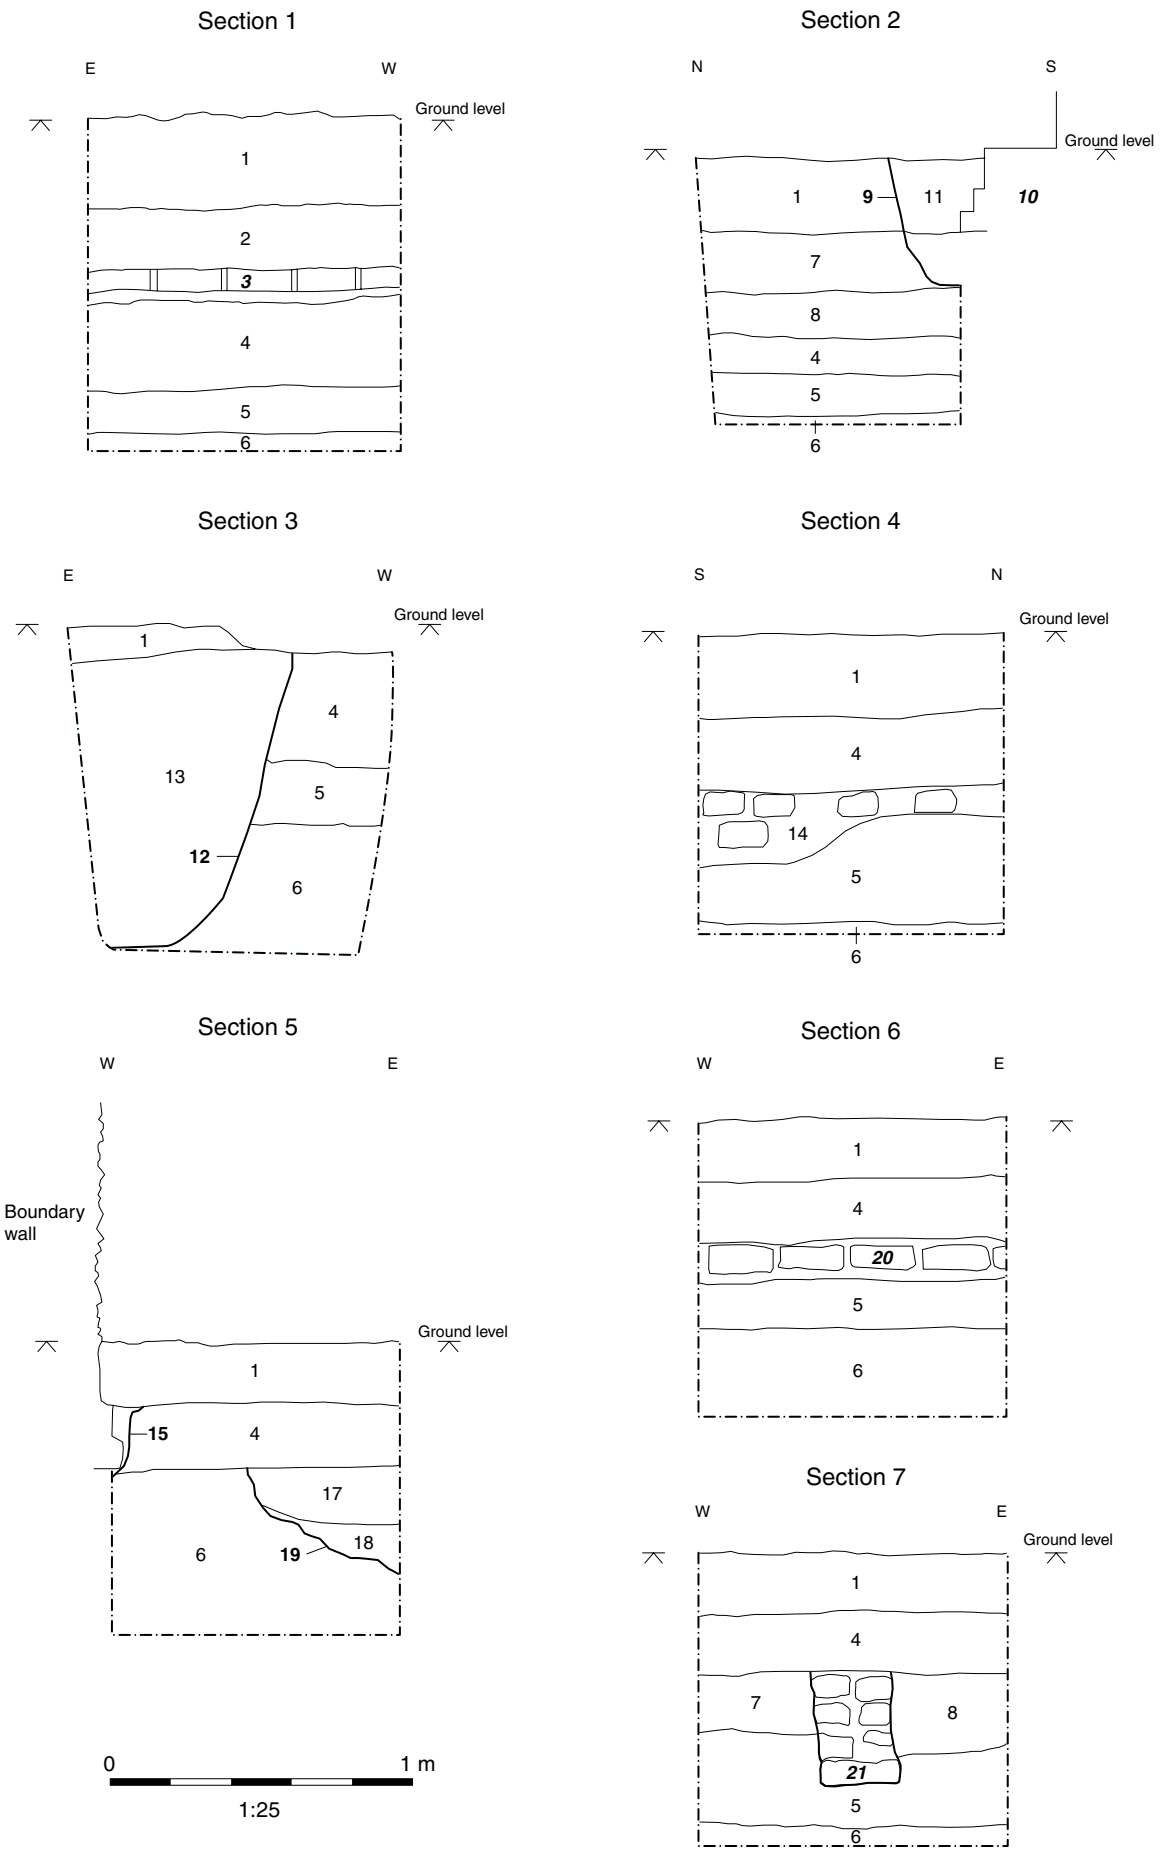 Section 1
E W
Ground level
1
2
3
4
5
6
Section 2
N S
Ground level
1 9 11 10
7
8
4
5
6
Section 3
E W
Ground level
1
4
13
5
12
6
Section 4
S N
Ground level
1
4
14
5
6
Section 5
W E
Boundary
wall
Ground level
1
15 4
17
18
6 19
Section 6
W E
1
4
20
5
6
Section 7
W E
Ground level
1
4
7 8
21
5
6
0 1 m
1:25